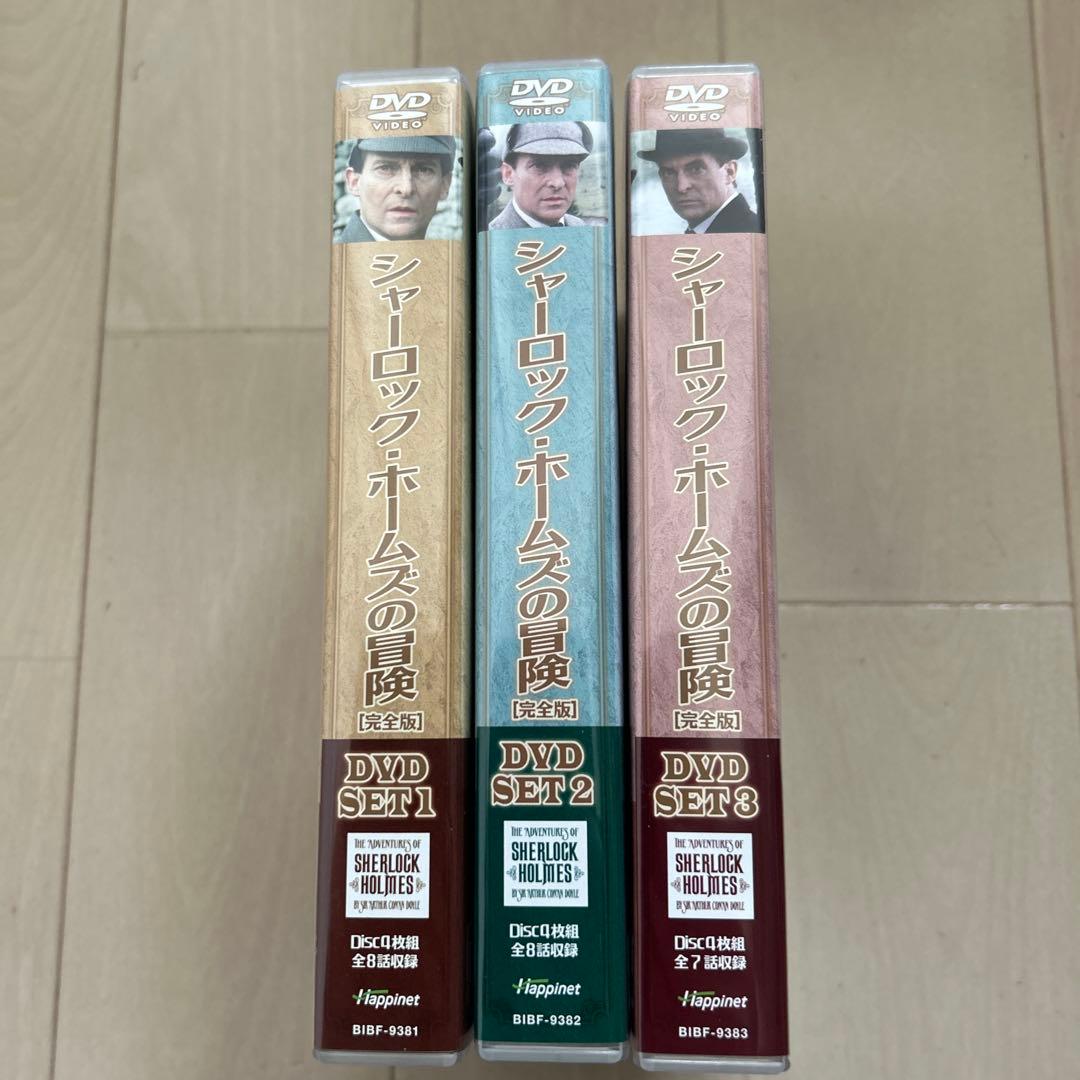 DVD
VIDEO
シャーロック・ホームズの冒険
[完全版]
DVD
SET 1
THE ADVENTURES OF
SHERLOCK
HOLMES
BY SIR ARTHUR CONAN DOYLE
Disc4枚組
全8話収録
Happinet
BIBF-9381
DVD
VIDEO
シャーロック・ホームズの冒険
[完全版]
DVD
SET 2
THE ADVENTURES OF
SHERLOCK
HOLMES
BY SIR ARTHUR CONAN DOYLE
Disc4枚組
全8話収録
Happinet
BIBF-9382
DVD
VIDEO
シャーロック・ホームズの冒険
[完全版]
DVD
SET 3
THE ADVENTURES OF
SHERLOCK
HOLMES
BY SIR ARTHUR CONAN DOYLE
Disc4枚組
全7話収録
Happinet
BIBF-9383